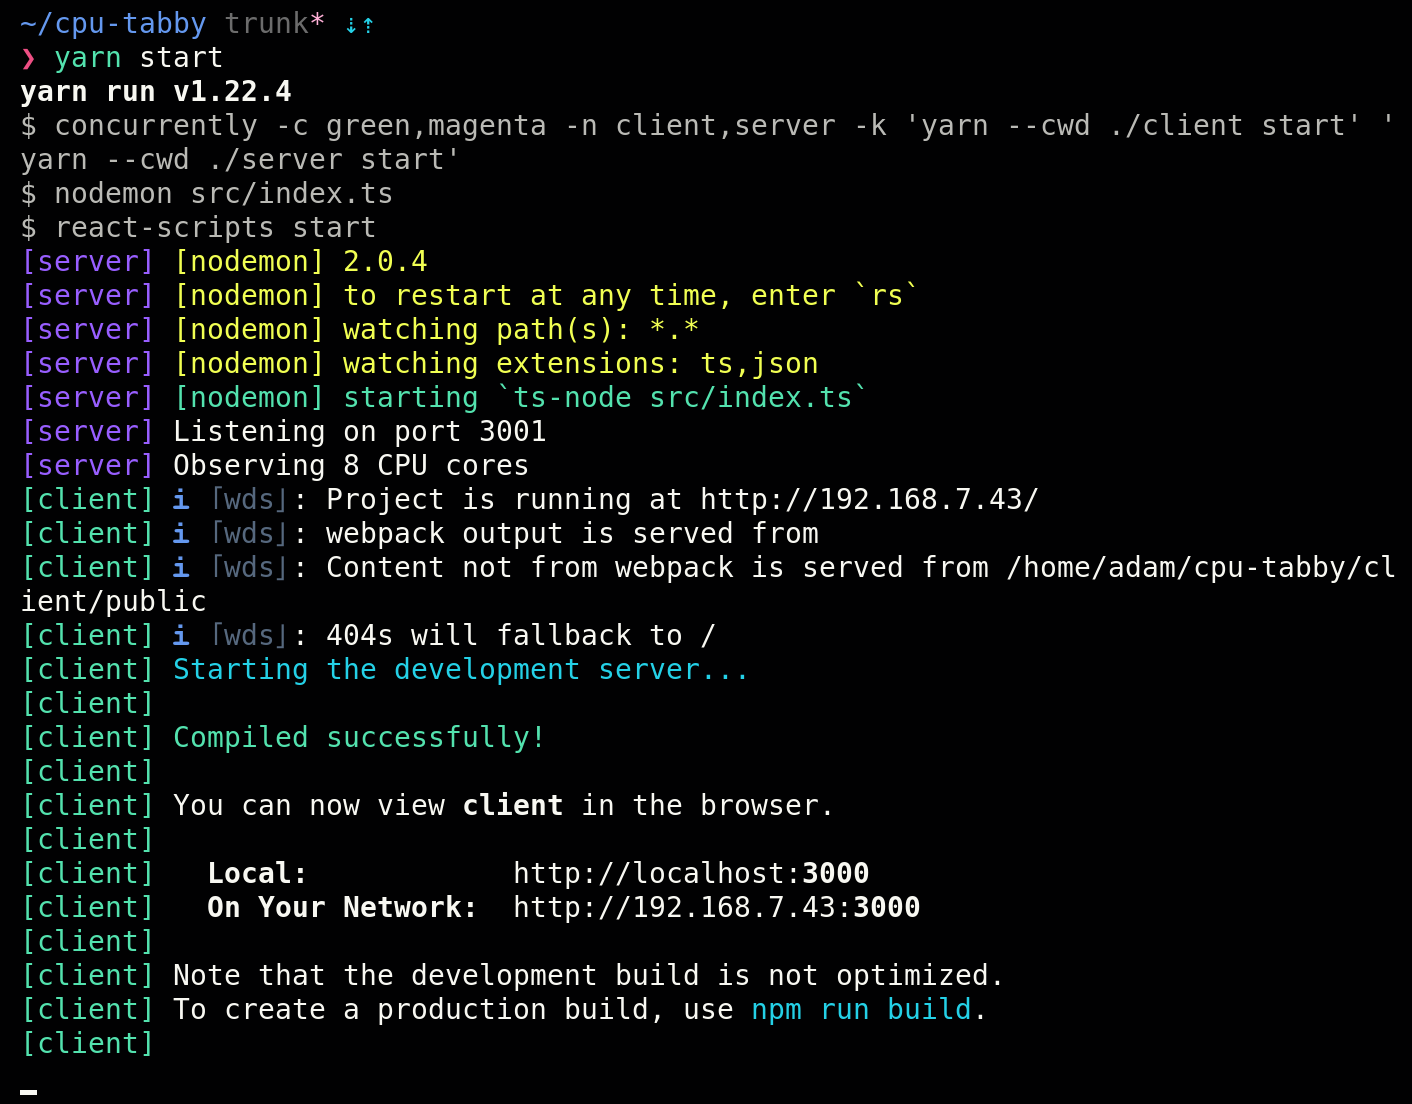 ~/cpu-tabby trunk* ⇣⇡
❯ yarn start
yarn run v1.22.4
$ concurrently -c green,magenta -n client,server -k 'yarn --cwd ./client start' '
yarn --cwd ./server start'
$ nodemon src/index.ts
$ react-scripts start
[server] [nodemon] 2.0.4
[server] [nodemon] to restart at any time, enter `rs`
[server] [nodemon] watching path(s): *.*
[server] [nodemon] watching extensions: ts,json
[server] [nodemon] starting `ts-node src/index.ts`
[server] Listening on port 3001
[server] Observing 8 CPU cores
[client] ℹ ｢wds｣: Project is running at http://192.168.7.43/
[client] ℹ ｢wds｣: webpack output is served from
[client] ℹ ｢wds｣: Content not from webpack is served from /home/adam/cpu-tabby/cl
ient/public
[client] ℹ ｢wds｣: 404s will fallback to /
[client] Starting the development server...
[client]
[client] Compiled successfully!
[client]
[client] You can now view client in the browser.
[client]
[client]   Local:            http://localhost:3000
[client]   On Your Network:  http://192.168.7.43:3000
[client]
[client] Note that the development build is not optimized.
[client] To create a production build, use npm run build.
[client]